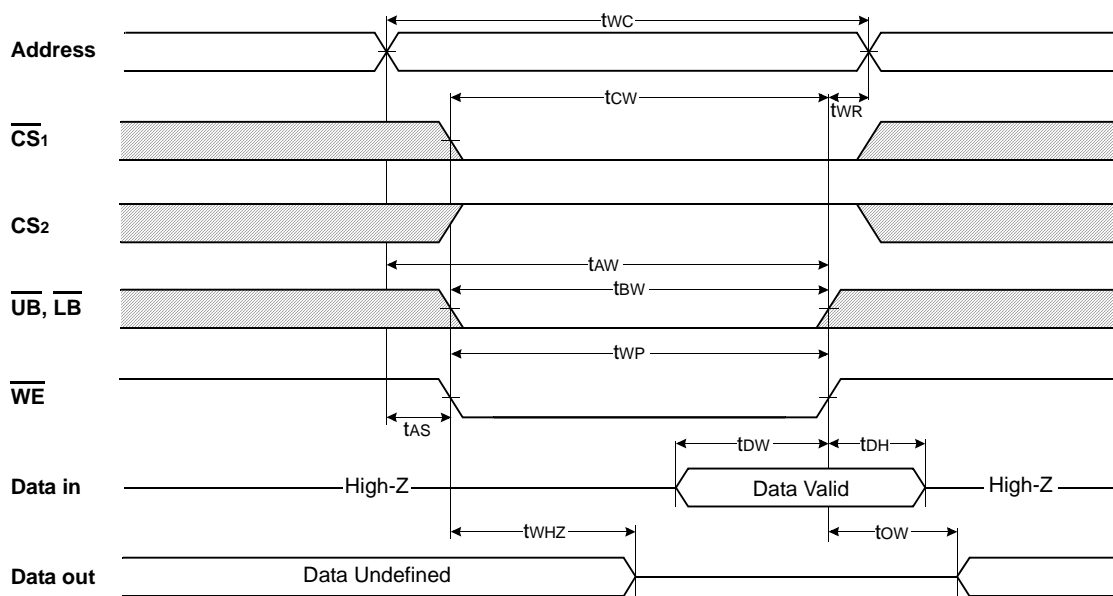 tWC
Address
tCW
tWR
CS1
CS2
tAW
UB, LB
tBW
tWP
WE
tAS
tDW
tDH
Data in
High-Z
Data Valid
High-Z
tWHZ
tOW
Data out
Data Undefined